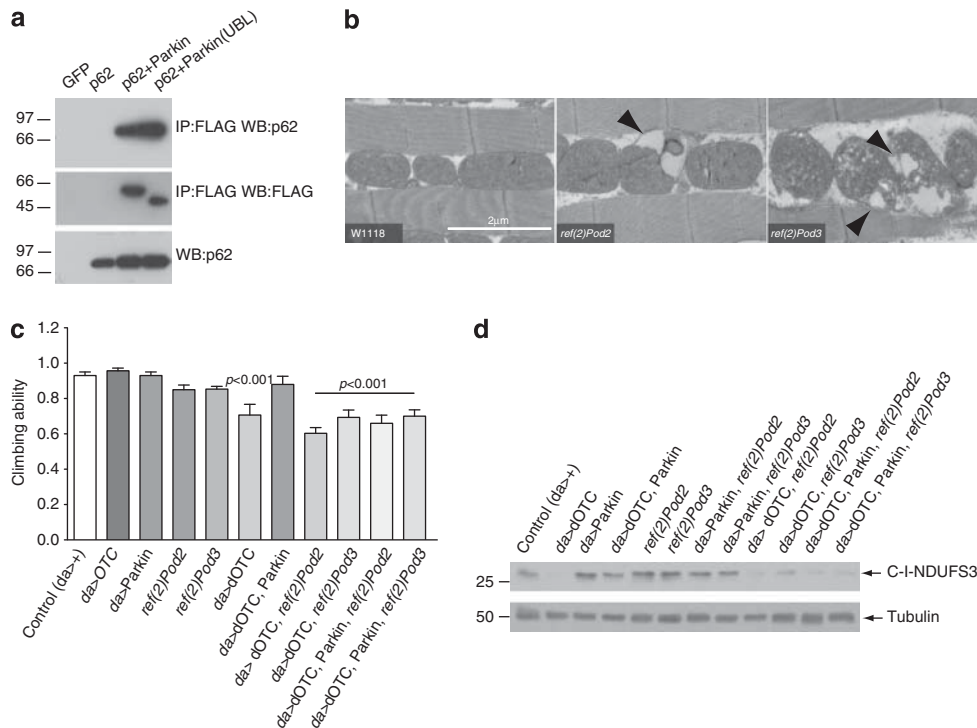 a
GFP
p62
p62+Parkin
p62+Parkin(UBL)
97
66
IP:FLAG WB:p62
66
45
IP:FLAG WB:FLAG
97
66
WB:p62
b
W1118
2μm
ref(2)Pod2
ref(2)Pod3
c
Climbing ability
1.2
1.0
0.8
0.6
0.4
0.2
0.0
p<0.001
p<0.001
Control (da>+)
da>OTC
da>Parkin
ref(2)Pod2
ref(2)Pod3
da>dOTC
da>dOTC, Parkin
da> dOTC, ref(2)Pod2
da>dOTC, ref(2)Pod3
da>dOTC, Parkin, ref(2)Pod2
da>dOTC, Parkin, ref(2)Pod3
d
Control (da>+)
da>dOTC
da>Parkin
da>dOTC, Parkin
ref(2)Pod2
ref(2)Pod3
da>Parkin, ref(2)Pod2
da>Parkin, ref(2)Pod3
da> dOTC, ref(2)Pod2
da>dOTC, ref(2)Pod3
da>dOTC, Parkin, ref(2)Pod2
da>dOTC, Parkin, ref(2)Pod3
25
C-I-NDUFS3
50
Tubulin